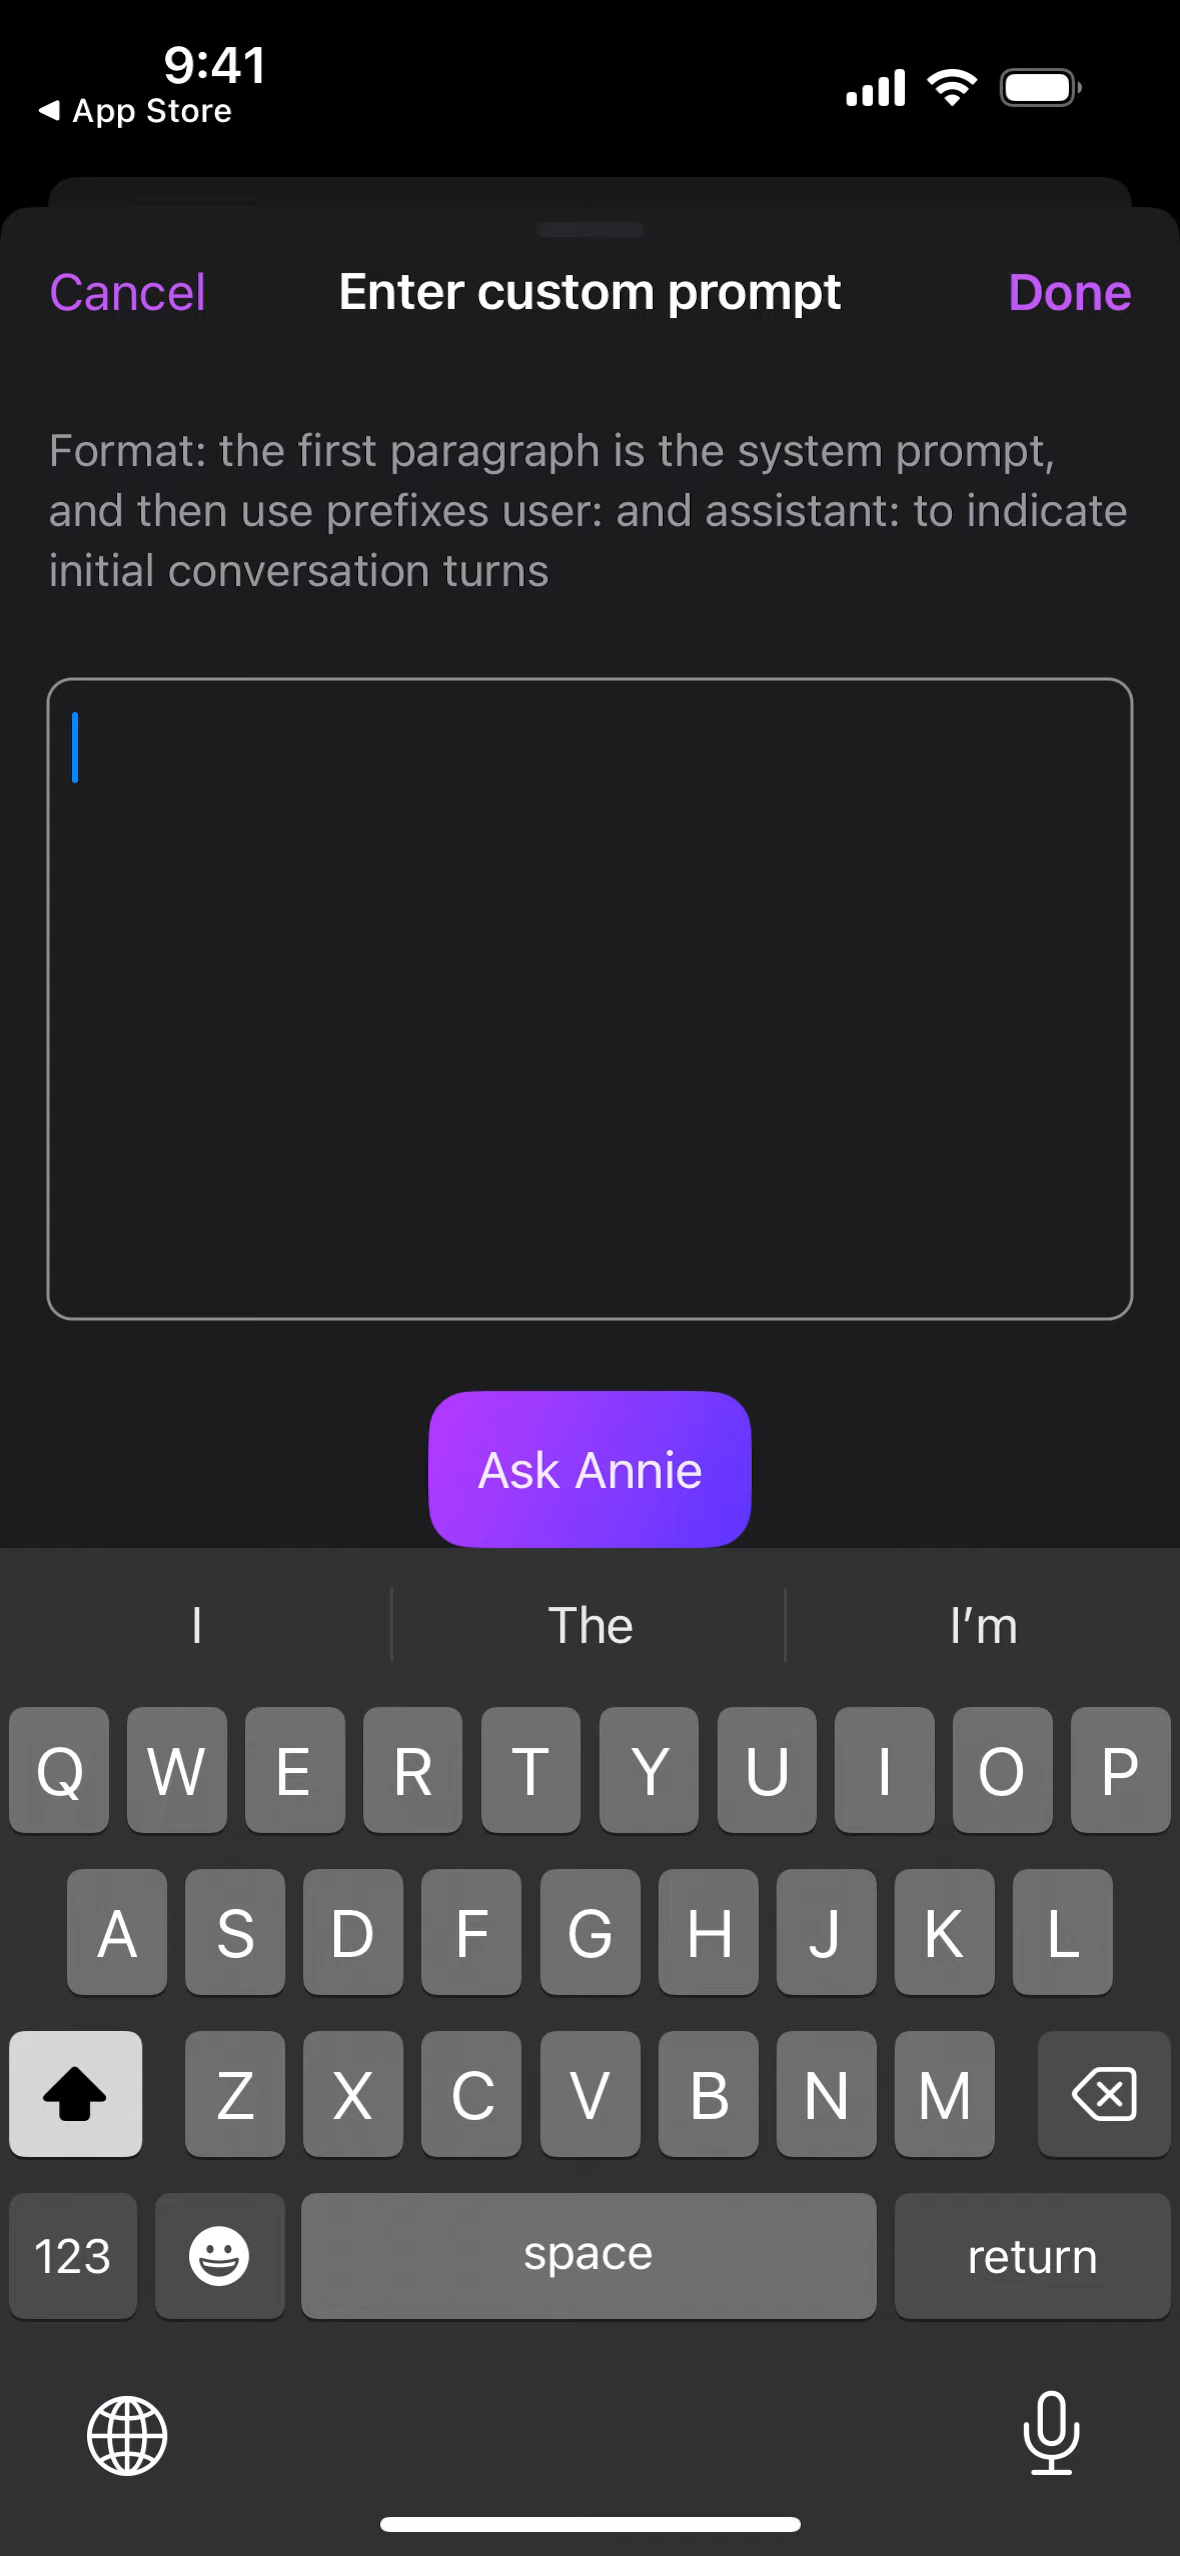 9:41
App Store
Cancel
Enter custom prompt
Done
Format: the first paragraph is the system prompt,
and then use prefixes user: and assistant: to indicate
initial conversation turns
Ask Annie
I
The
I’m
Q W E R T Y U I O P
A S D F G H J K L
Z X C V B N M
123
space
return